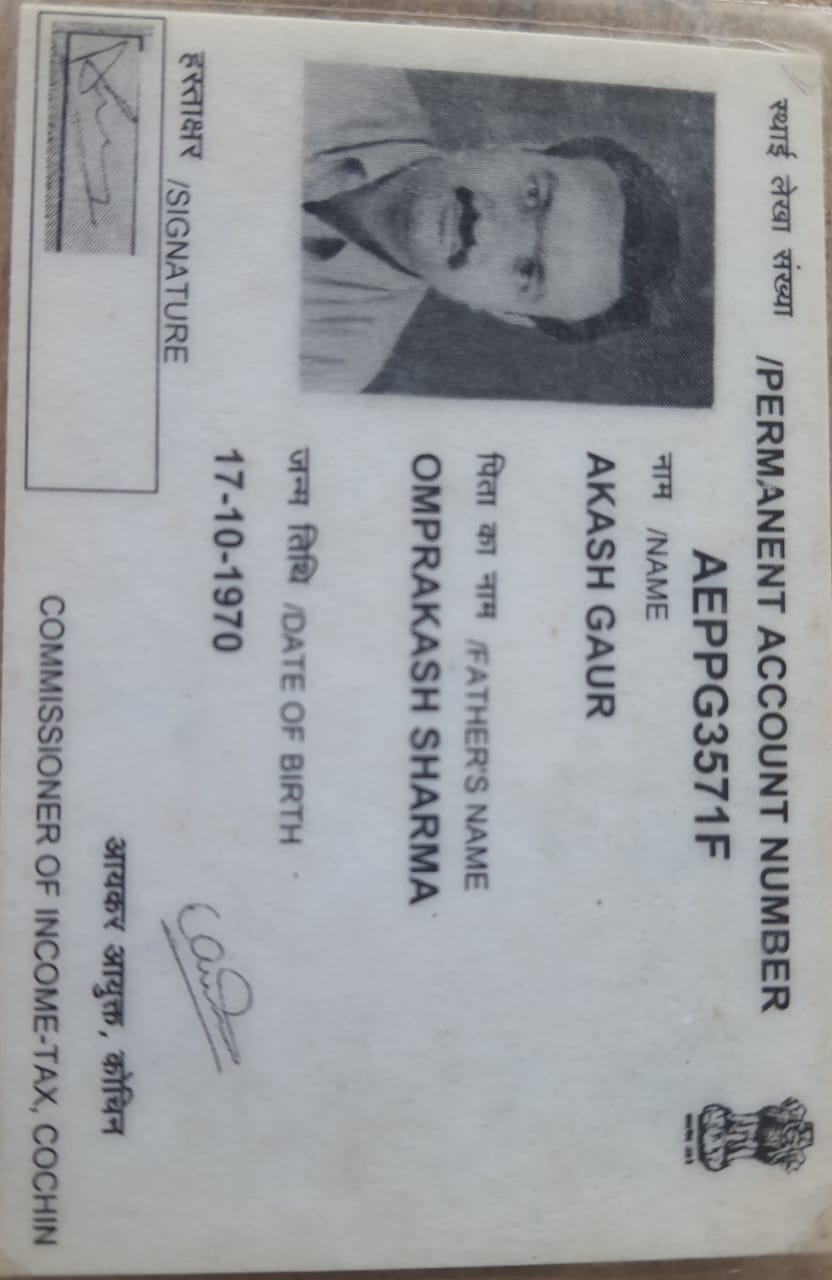 स्थाई लेखा संख्या /PERMANENT ACCOUNT NUMBER
AEPPG3571F
नाम /NAME
AKASH GAUR
पिता का नाम /FATHER'S NAME
OMPRAKASH SHARMA
जन्म तिथि /DATE OF BIRTH
17-10-1970
हस्ताक्षर /SIGNATURE
आयकर आयुक्त, कोचिन
COMMISSIONER OF INCOME-TAX, COCHIN